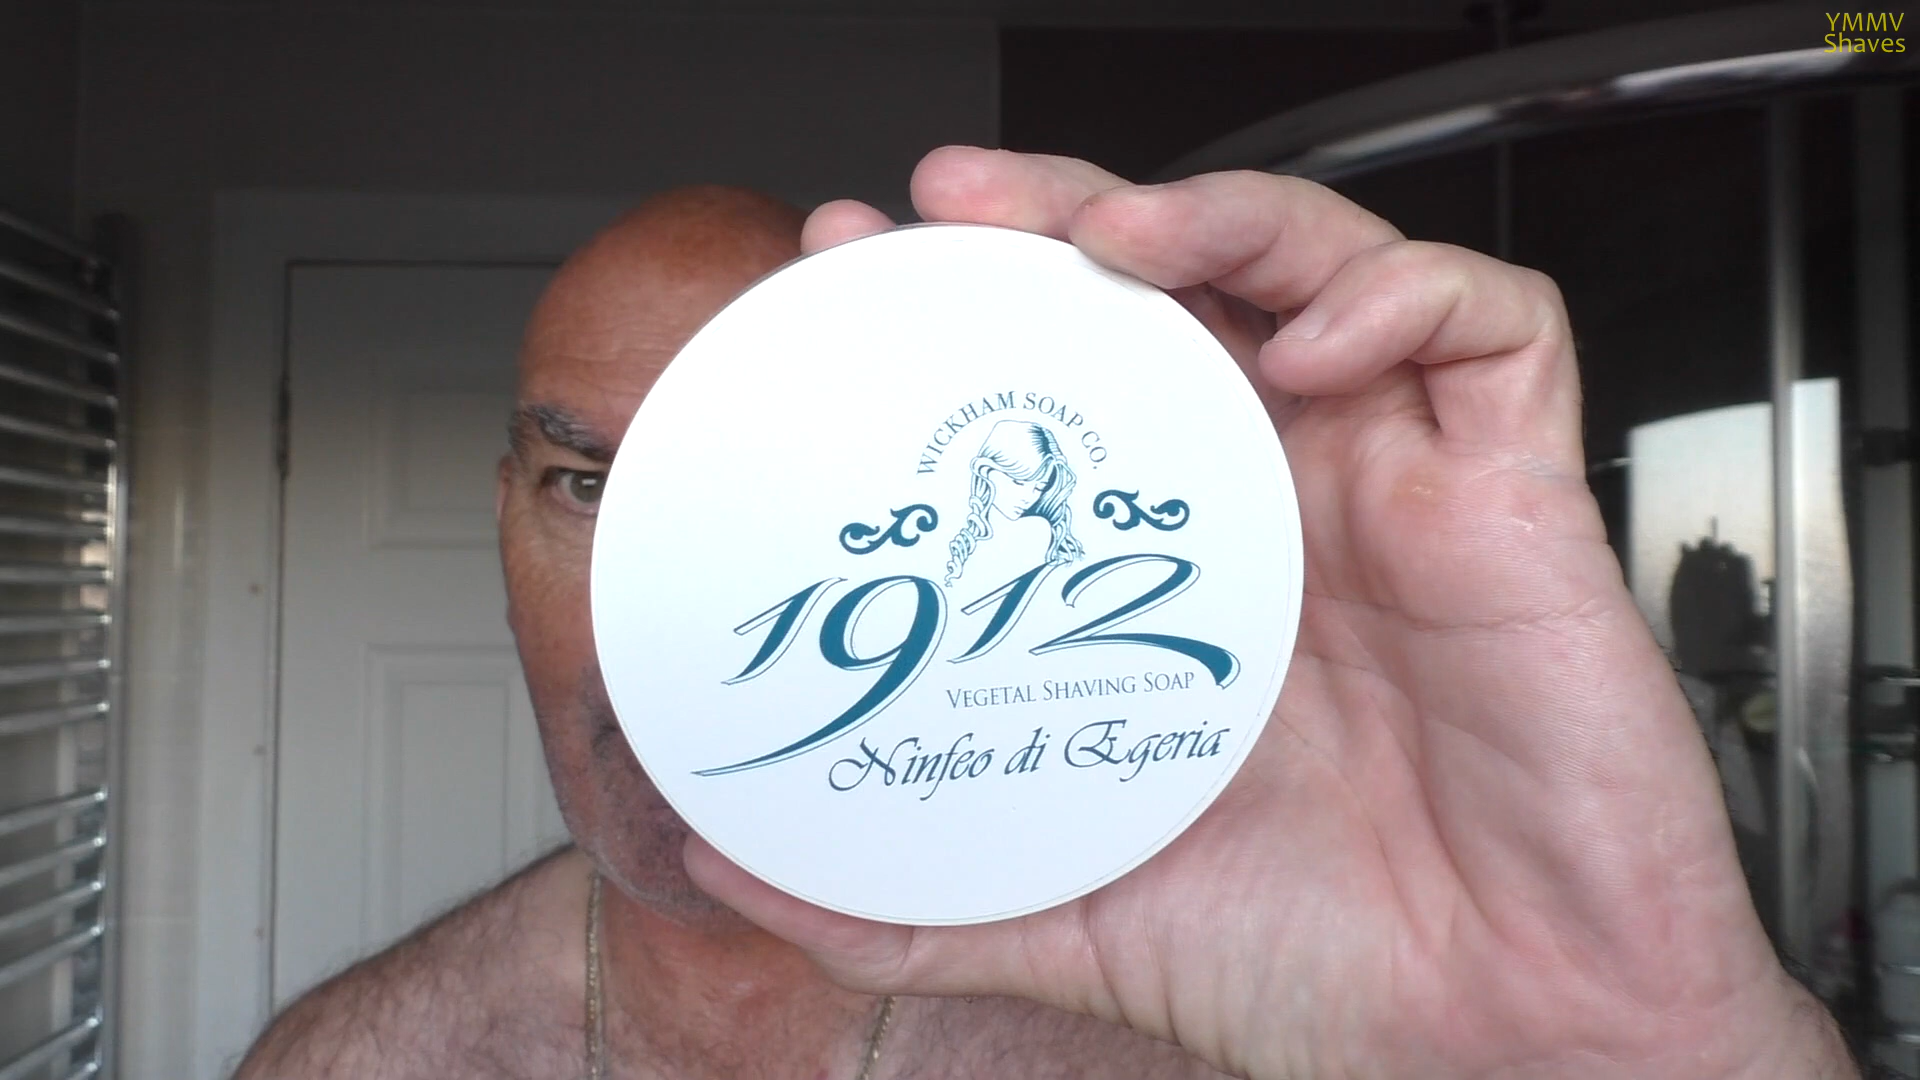 YMMV
Shaves
WICKHAM SOAP CO.
1912
VEGETAL SHAVING SOAP
Ninfeo di Egeria